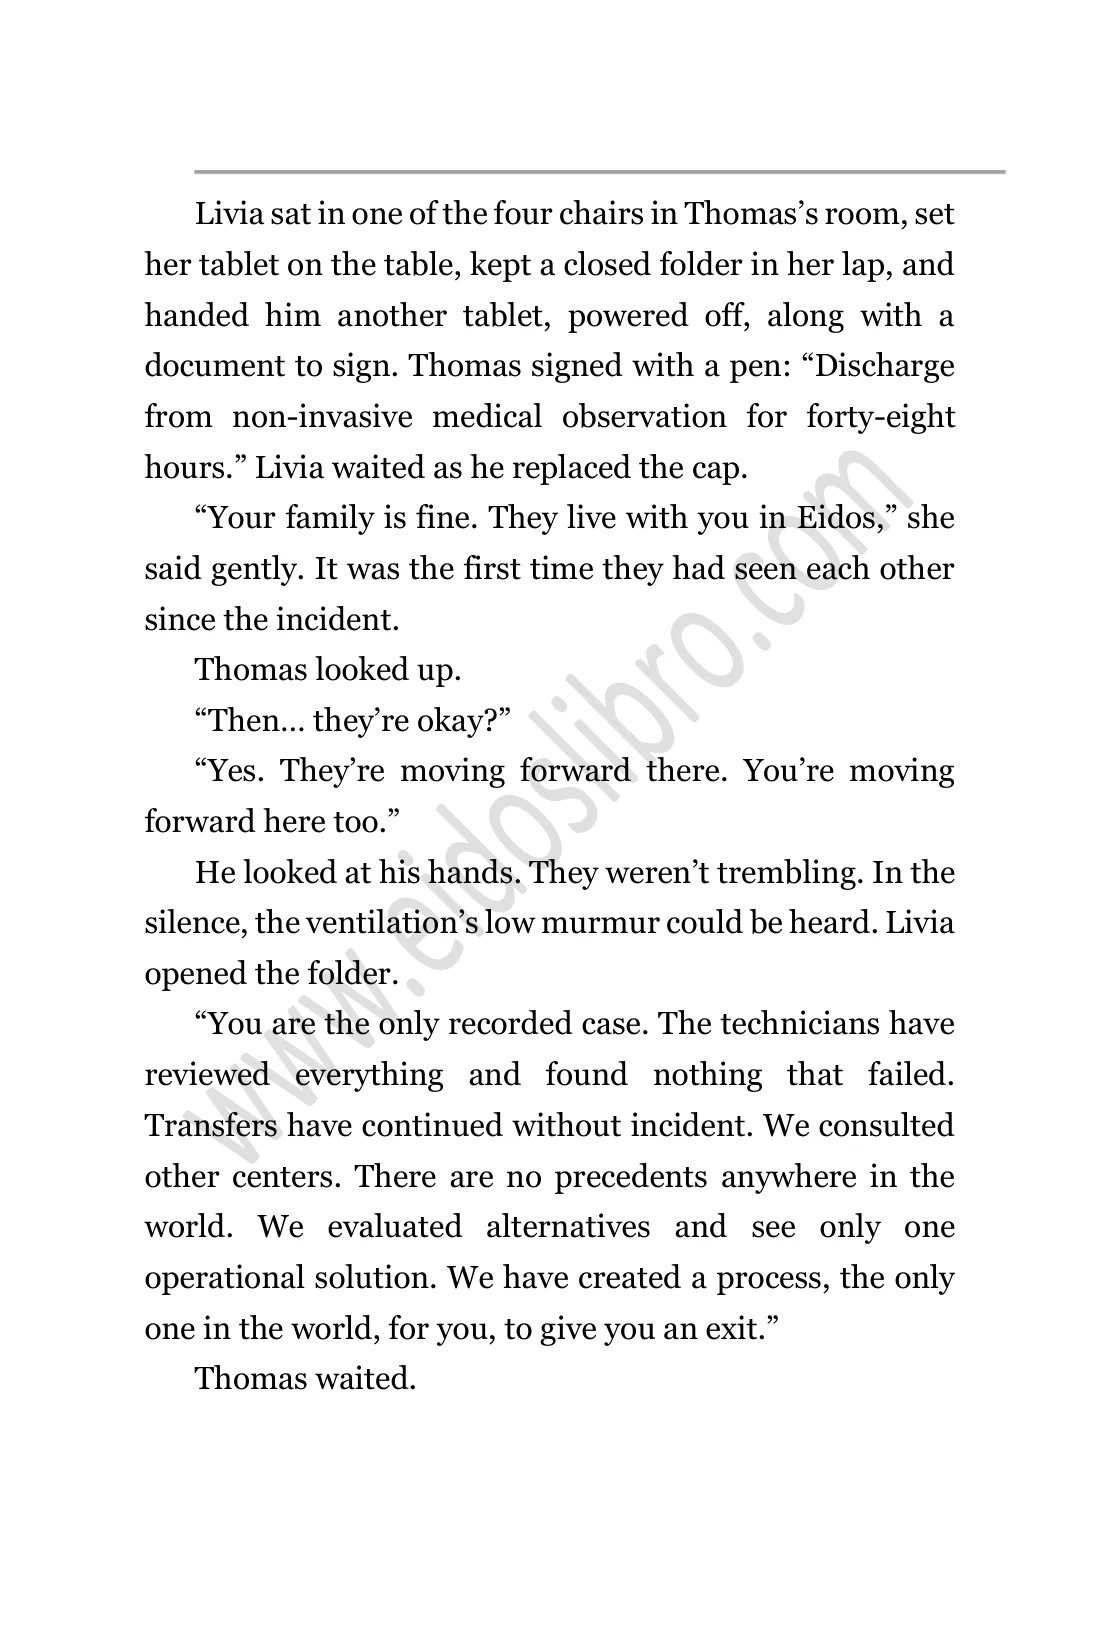 Livia sat in one of the four chairs in Thomas’s room, set
her tablet on the table, kept a closed folder in her lap, and
handed him another tablet, powered off, along with a
document to sign. Thomas signed with a pen: “Discharge
from non-invasive medical observation for forty-eight
hours.” Livia waited as he replaced the cap.
“Your family is fine. They live with you in Eidos,” she
said gently. It was the first time they had seen each other
since the incident.
Thomas looked up.
“Then… they’re okay?”
“Yes. They’re moving forward there. You’re moving
forward here too.”
He looked at his hands. They weren’t trembling. In the
silence, the ventilation’s low murmur could be heard. Livia
opened the folder.
“You are the only recorded case. The technicians have
reviewed everything and found nothing that failed.
Transfers have continued without incident. We consulted
other centers. There are no precedents anywhere in the
world. We evaluated alternatives and see only one
operational solution. We have created a process, the only
one in the world, for you, to give you an exit.”
Thomas waited.
www.eidoslibro.com